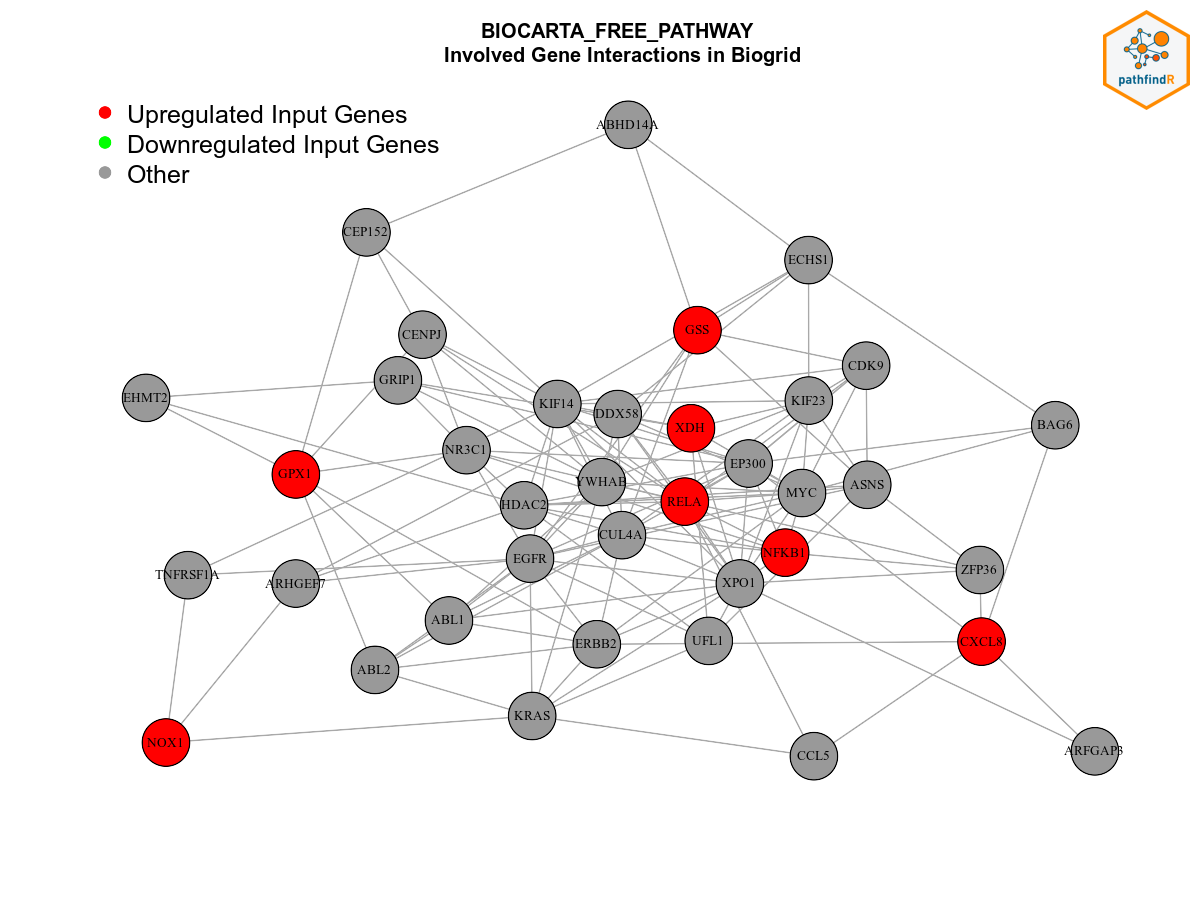 BIOCARTA_FREE_PATHWAY
Involved Gene Interactions in Biogrid
pathfindR
Upregulated Input Genes
Downregulated Input Genes
Other
ABHD14A
CEP152
ECHS1
GSS
CENPJ
CDK9
GRIP1
EHMT2
KIF14
KIF23
DDX58
BAG6
XDH
NR3C1
EP300
GPX1
YWHAB
ASNS
MYC
RELA
HDAC2
CUL4A
NFKB1
EGFR
ZFP36
TNFRSF1A
ARHGEF7
XPO1
ABL1
UFL1
CXCL8
ERBB2
ABL2
KRAS
NOX1
ARFGAP3
CCL5